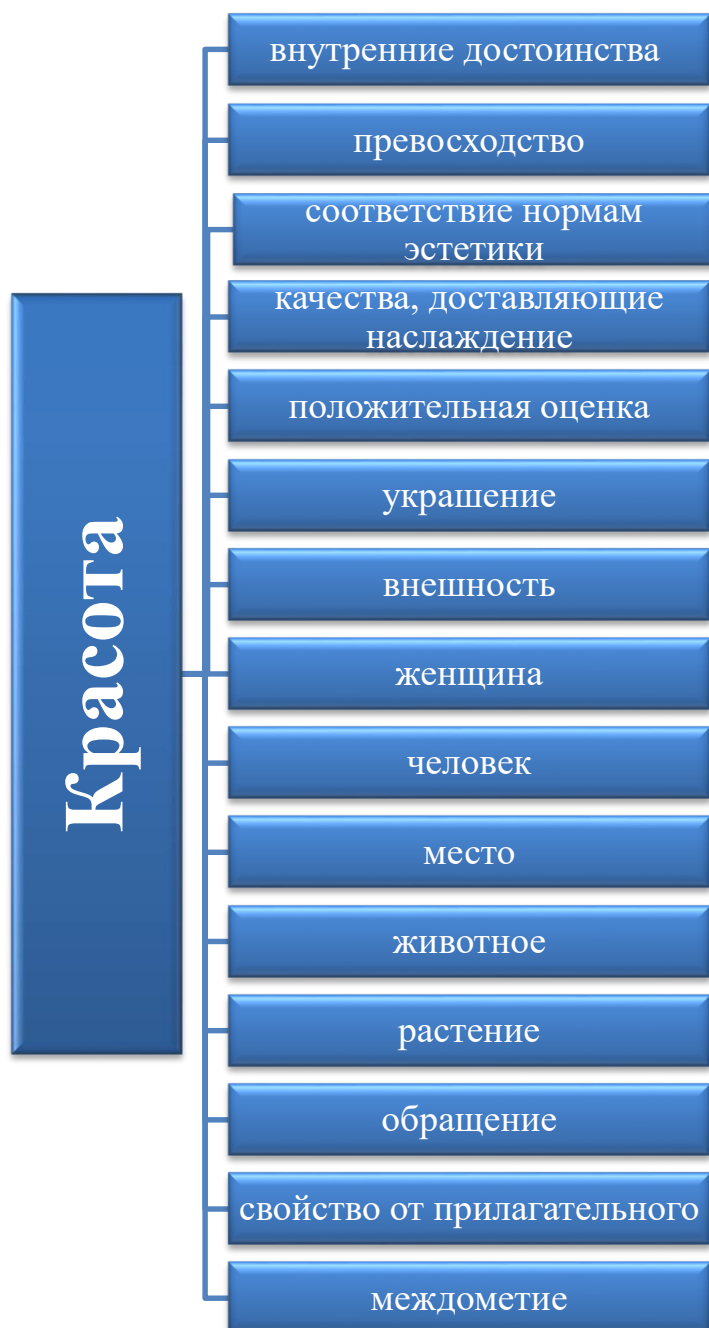 Красота
внутренние достоинства
превосходство
соответствие нормам
эстетики
качества, доставляющие
наслаждение
положительная оценка
украшение
внешность
женщина
человек
место
животное
растение
обращение
свойство от прилагательного
междометие